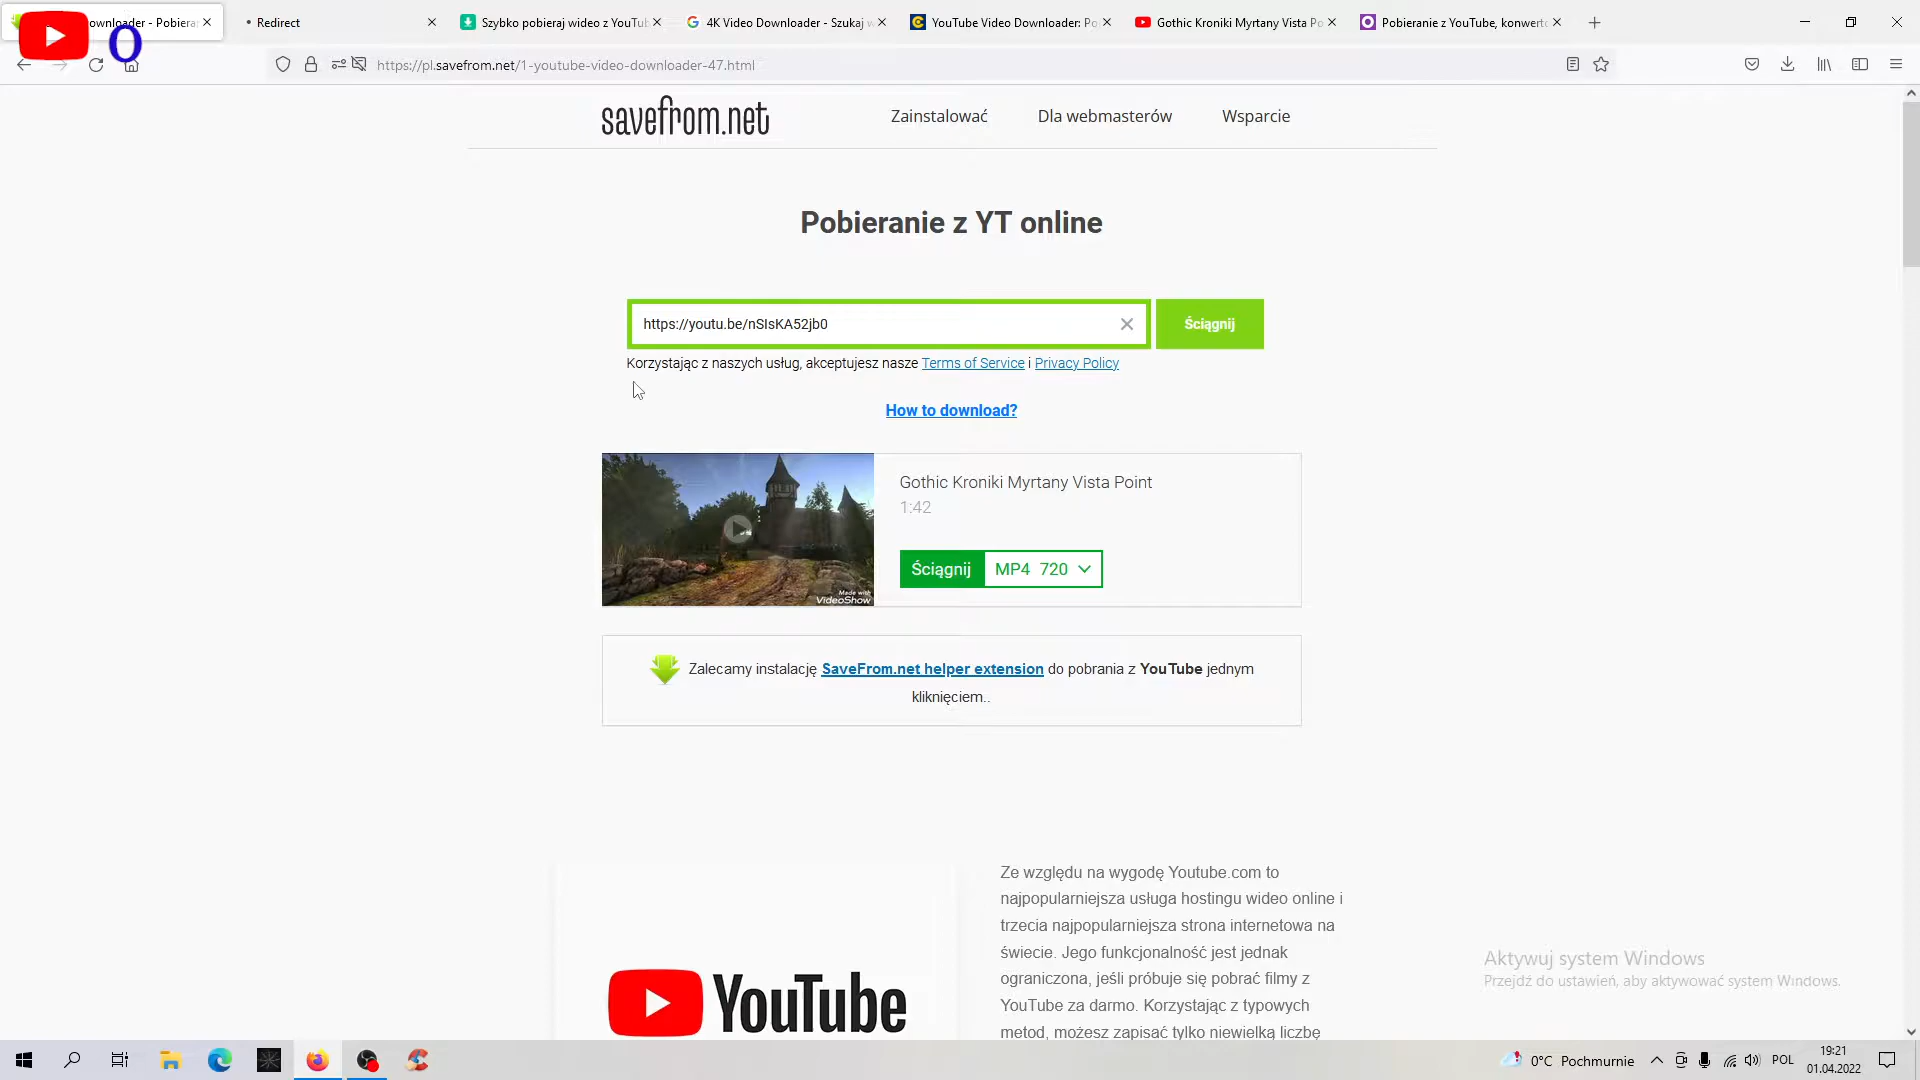 ownloader - Pobieraj
Redirect
Szybko pobieraj wideo z YouTub
4K Video Downloader - Szukaj w
YouTube Video Downloader: Po
Gothic Kroniki Myrtany Vista Po
Pobieranie z YouTube, konwerto
O
https://pl.savefrom.net/1-youtube-video-downloader-47.html
savefrom.net
Zainstalować
Dla webmasterów
Wsparcie
Pobieranie z YT online
https://youtu.be/nSIsKA52jb0
Ściągnij
Korzystając z naszych usług, akceptujesz nasze Terms of Service i Privacy Policy
How to download?
Made with
VideoShow
Gothic Kroniki Myrtany Vista Point
1:42
Ściągnij MP4 720
Zalecamy instalację SaveFrom.net helper extension do pobrania z YouTube jednym
kliknięciem..
YouTube
Ze względu na wygodę Youtube.com to
najpopularniejsza usługa hostingu wideo online i
trzecia najpopularniejsza strona internetowa na
świecie. Jego funkcjonalność jest jednak
ograniczona, jeśli próbuje się pobrać filmy z
YouTube za darmo. Korzystając z typowych
metod, możesz zapisać tylko niewielką liczbę
Aktywuj system Windows
Przejdź do ustawień, aby aktywować system Windows.
0°C Pochmurnie
POL
19:21
01.04.2022